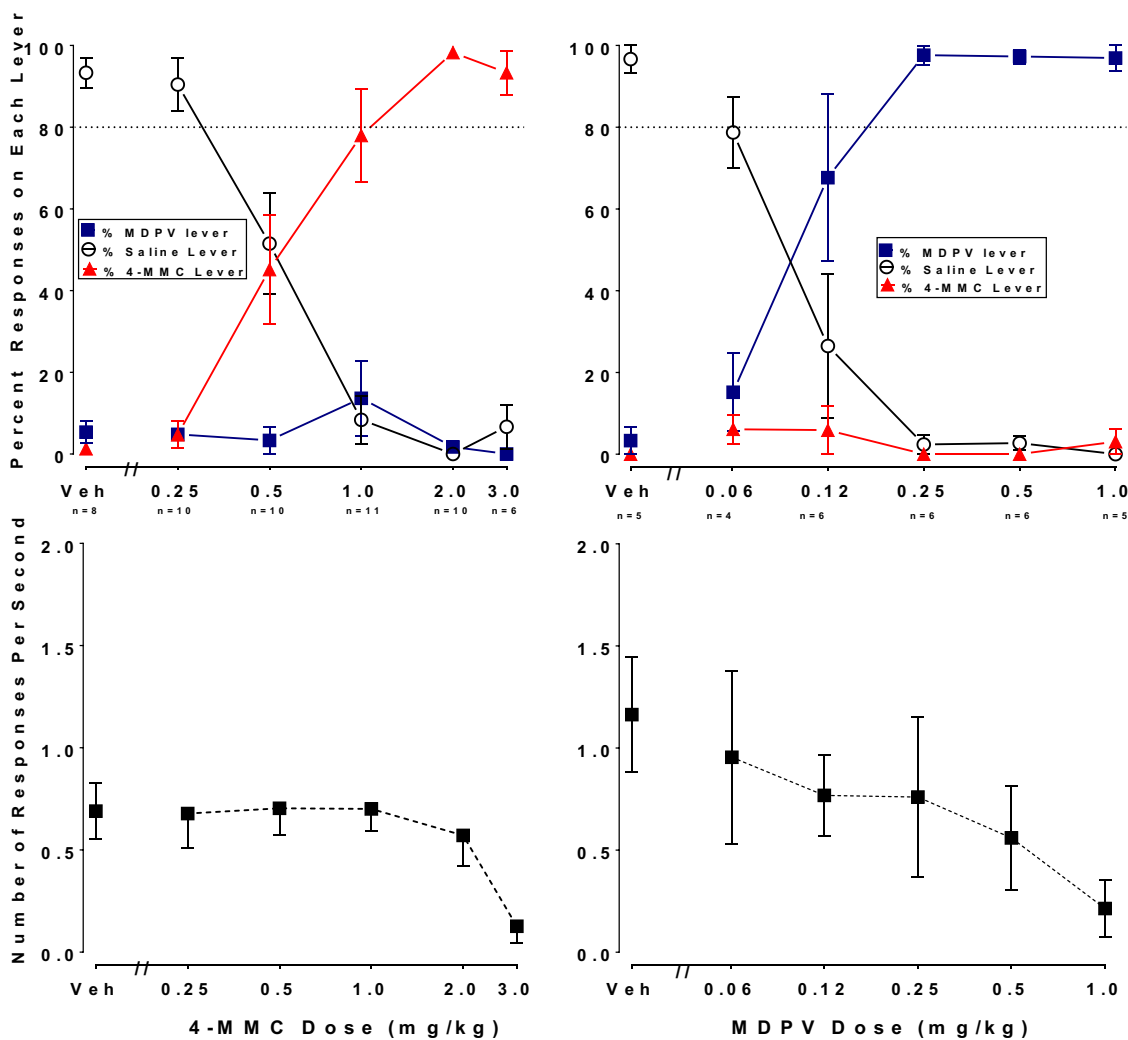 Percent Responses on Each Lever
100
80
60
40
20
0
% MDPV lever
% Saline Lever
% 4-MMC Lever
Veh 0.25 0.5 1.0 2.0 3.0
n=8 n=10 n=10 n=11 n=10 n=6
100
80
60
40
20
0
% MDPV lever
% Saline Lever
% 4-MMC Lever
Veh 0.06 0.12 0.25 0.5 1.0
n=5 n=4 n=6 n=6 n=6 n=5
Number of Responses Per Second
2.0
1.5
1.0
0.5
0.0
Veh 0.25 0.5 1.0 2.0 3.0
4-MMC Dose (mg/kg)
2.0
1.5
1.0
0.5
0.0
Veh 0.06 0.12 0.25 0.5 1.0
MDPV Dose (mg/kg)